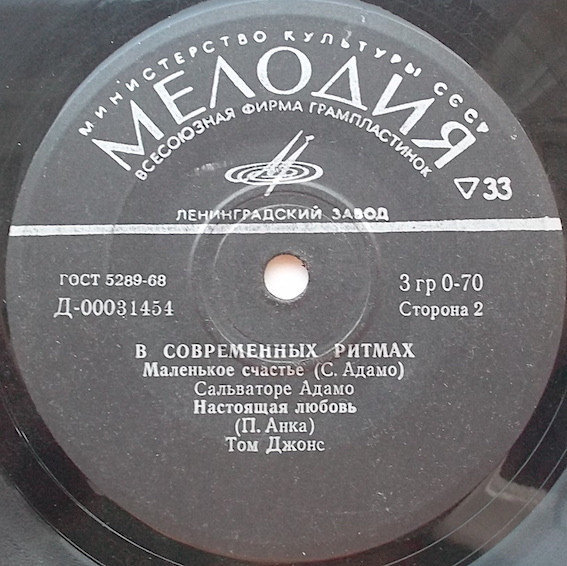 МИНИСТЕРСТВО КУЛЬТУРЫ СССР
МЕЛОДИЯ
ВСЕСОЮЗНАЯ ФИРМА ГРАМПЛАСТИНОК
▽33
ЛЕНИНГРАДСКИЙ ЗАВОД
ГОСТ 5289-68
3 гр 0-70
Д-00031454
Сторона 2
В СОВРЕМЕННЫХ РИТМАХ
Маленькое счастье (С. Адамо)
Сальваторе Адамо
Настоящая любовь
(П. Анка)
Том Джонс